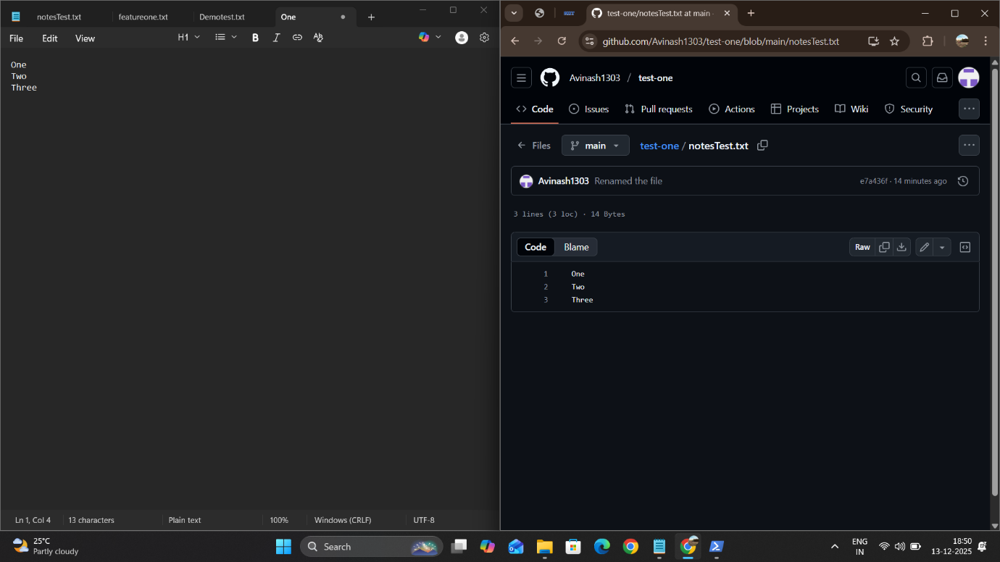 notesTest.txt featureone.txt Demotest.txt One
File Edit View H1
One
Two
Three
Ln 1, Col 4 13 characters Plain text 100% Windows (CRLF) UTF-8
test-one/notesTest.txt at main ·
github.com/Avinash1303/test-one/blob/main/notesTest.txt
Avinash1303 / test-one
Code Issues Pull requests Actions Projects Wiki Security
Files main test-one / notesTest.txt
Avinash1303 Renamed the file e7a436f · 14 minutes ago
3 lines (3 loc) · 14 Bytes
Code Blame Raw
1 One
2 Two
3 Three
25°C
Partly cloudy
Search
ENG
IN
18:50
13-12-2025